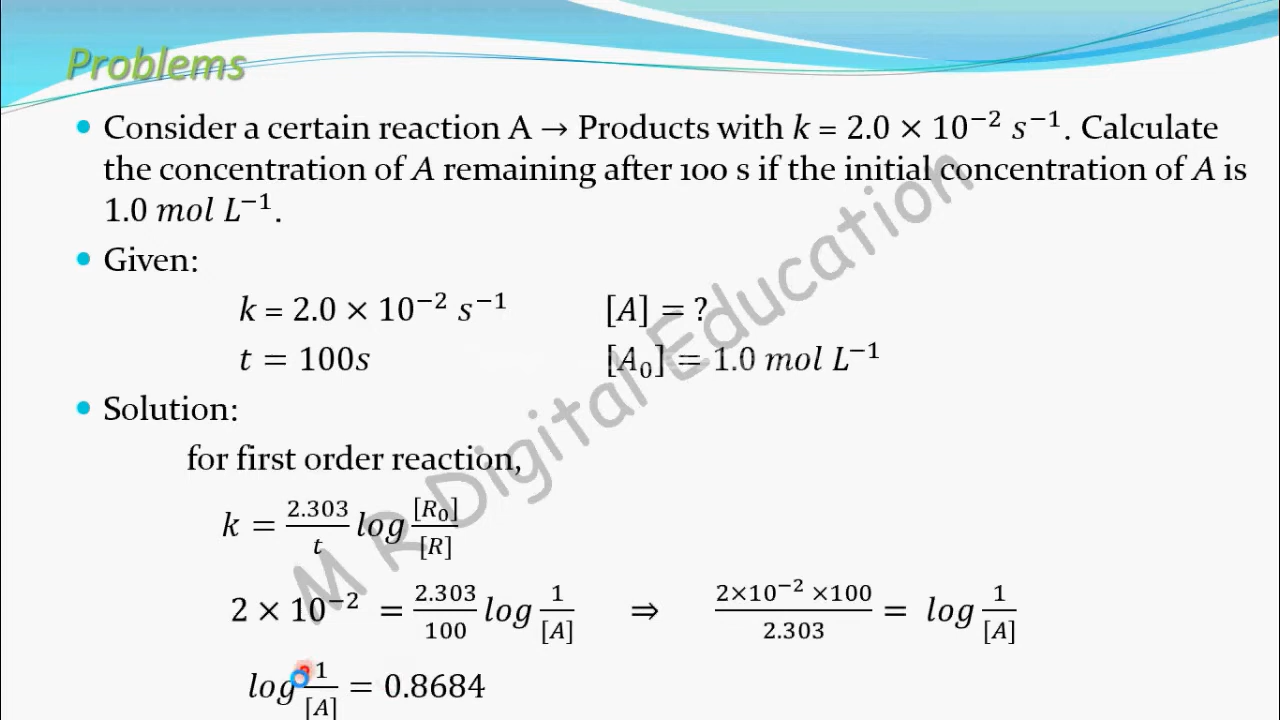 Problems
Consider a certain reaction A → Products with k = 2.0 × 10⁻² s⁻¹. Calculate
the concentration of A remaining after 100 s if the initial concentration of A is
1.0 mol L⁻¹.
Given:
k = 2.0 × 10⁻² s⁻¹ [A] = ?
t = 100s [A₀] = 1.0 mol L⁻¹
Solution:
for first order reaction,
k = 2.303/t log [R₀]/[R]
2 × 10⁻² = 2.303/100 log 1/[A] ⇒ 2×10⁻² ×100/2.303 = log 1/[A]
log 1/[A] = 0.8684
M R Digital Education